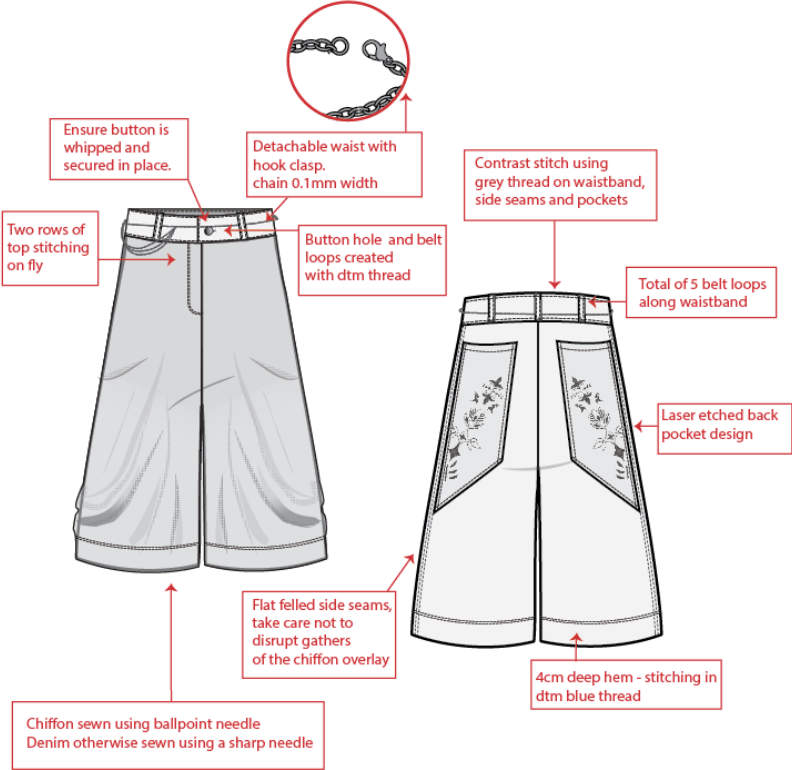 Ensure button is
whipped and
secured in place.
Detachable waist with
hook clasp.
chain 0.1mm width
Contrast stitch using
grey thread on waistband,
side seams and pockets
Two rows of
top stitching
on fly
Button hole  and belt
loops created
with dtm thread
Total of 5 belt loops
along waistband
Laser etched back
pocket design
Flat felled side seams,
take care not to
disrupt gathers
of the chiffon overlay
4cm deep hem - stitching in
dtm blue thread
Chiffon sewn using ballpoint needle
Denim otherwise sewn using a sharp needle